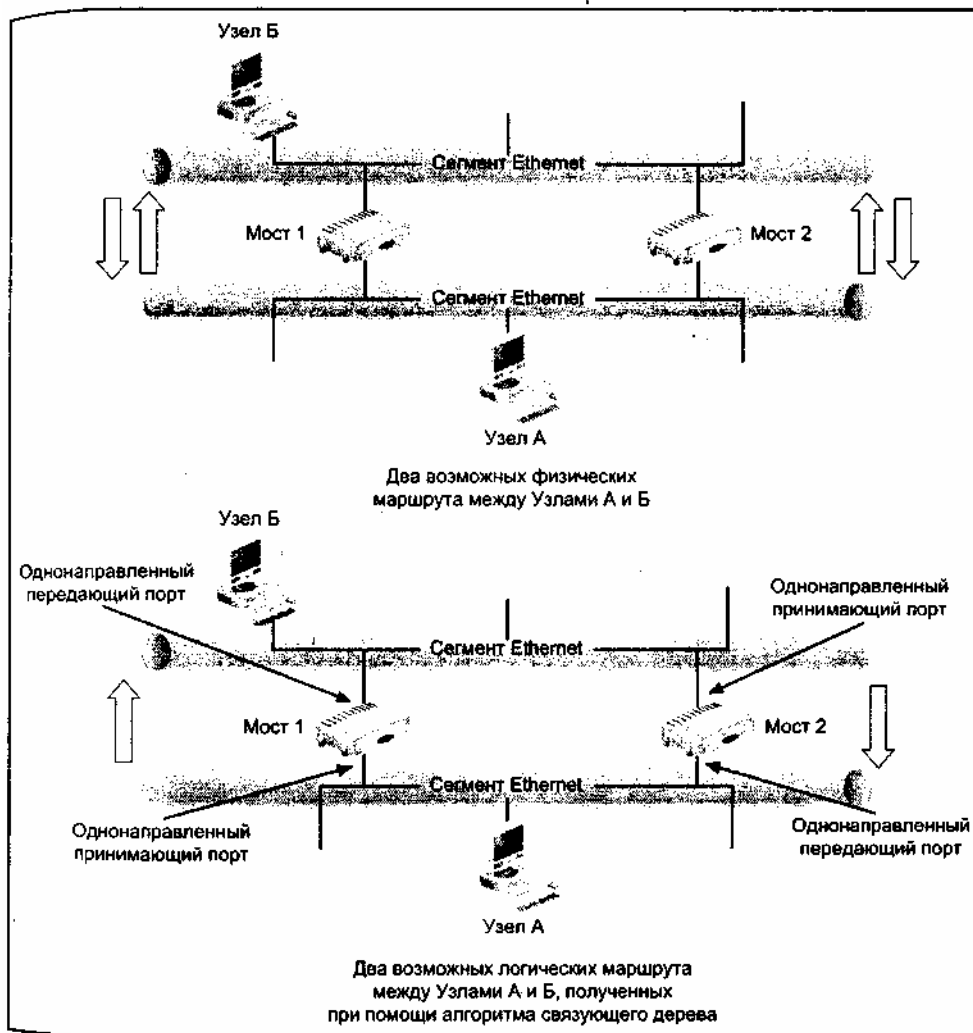 Узел Б
Сегмент Ethernet
Мост 1
Мост 2
Сегмент Ethernet
Узел А
Два возможных физических
маршрута между Узлами А и Б
Узел Б
Однонаправленный
передающий порт
Однонаправленный
принимающий порт
Сегмент Ethernet
Мост 1
Мост 2
Сегмент Ethernet
Однонаправленный
принимающий порт
Однонаправленный
передающий порт
Узел А
Два возможных логических маршрута
между Узлами А и Б, полученных
при помощи алгоритма связующего дерева